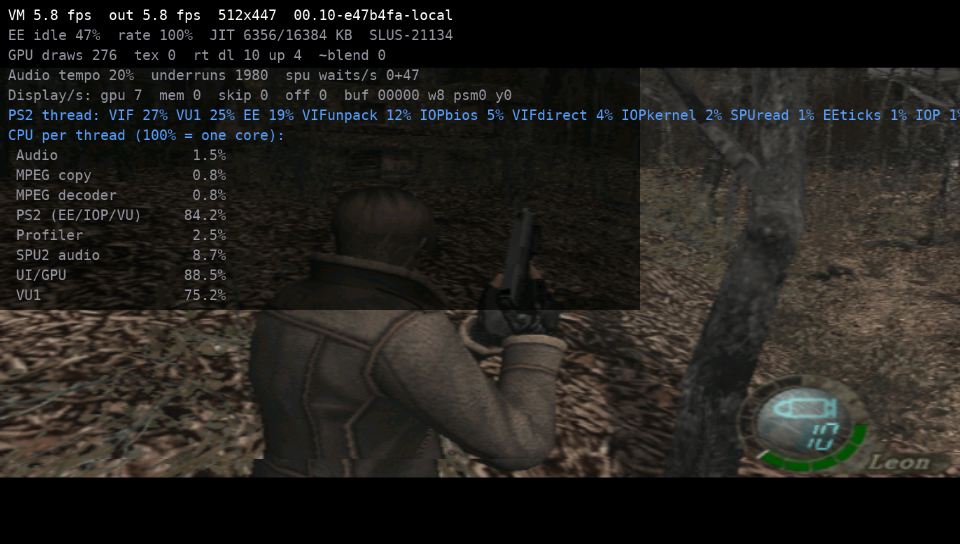 VM 5.8 fps  out 5.8 fps  512x447  00.10-e47b4fa-local
EE idle 47%  rate 100%  JIT 6356/16384 KB  SLUS-21134
GPU draws 276  tex 0  rt dl 10 up 4  ~blend 0
Audio tempo 20%  underruns 1980  spu waits/s 0+47
Display/s: gpu 7  mem 0  skip 0  off 0  buf 00000 w8 psm0 y0
PS2 thread: VIF 27% VU1 25% EE 19% VIFunpack 12% IOPbios 5% VIFdirect 4% IOPkernel 2% SPUread 1% EEticks 1% IOP 1%
CPU per thread (100% = one core):
Audio 1.5%
MPEG copy 0.8%
MPEG decoder 0.8%
PS2 (EE/IOP/VU) 84.2%
Profiler 2.5%
SPU2 audio 8.7%
UI/GPU 88.5%
VU1 75.2%
10
Leon